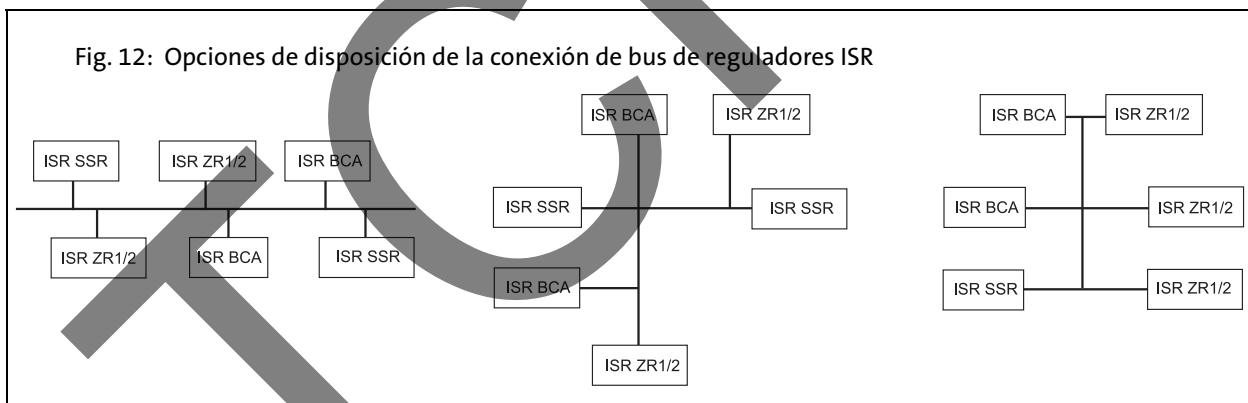 Fig. 12: Opciones de disposición de la conexión de bus de reguladores ISR
ISR SSR
ISR ZR1/2
ISR BCA
ISR ZR1/2
ISR BCA
ISR SSR
ISR BCA
ISR ZR1/2
ISR SSR
ISR SSR
ISR BCA
ISR ZR1/2
ISR BCA
ISR ZR1/2
ISR BCA
ISR ZR1/2
ISR SSR
ISR ZR1/2